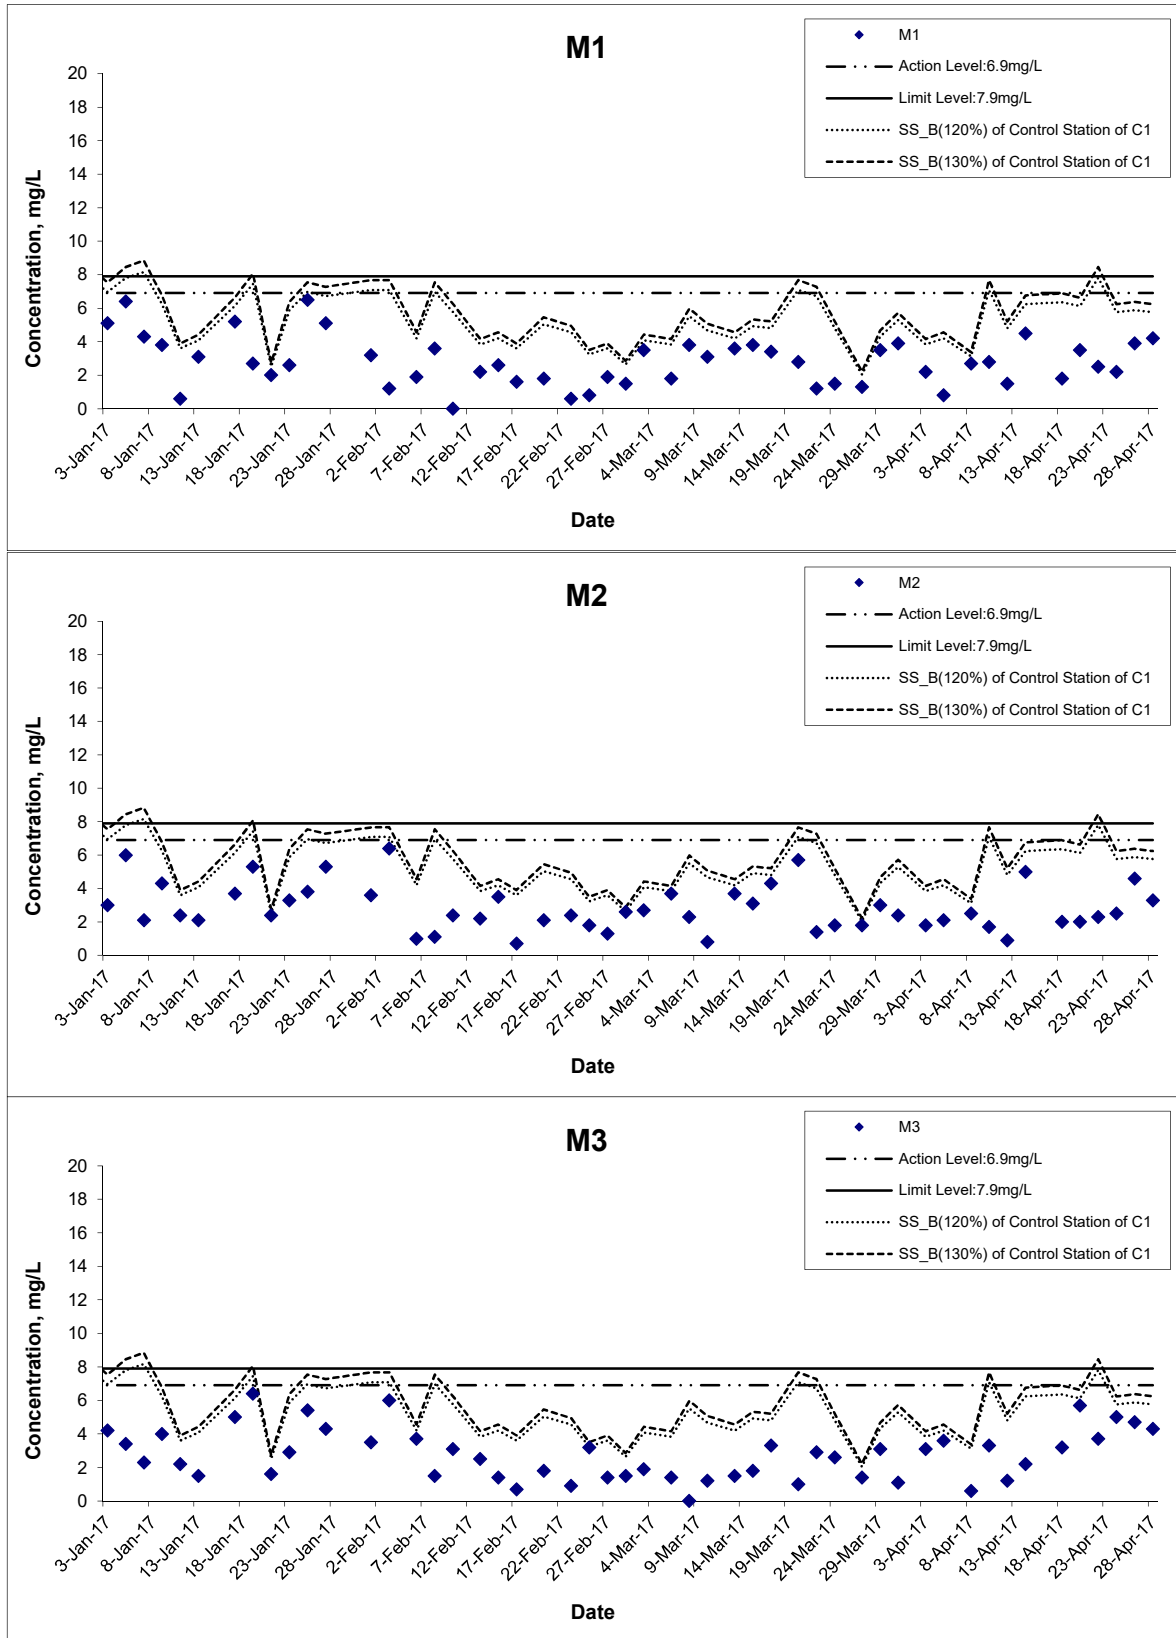 M1
M1
Action Level:6.9mg/L
Limit Level:7.9mg/L
SS_B(120%) of Control Station of C1
SS_B(130%) of Control Station of C1
Concentration, mg/L
20
18
16
14
12
10
8
6
4
2
0
3-Jan-17
8-Jan-17
13-Jan-17
18-Jan-17
23-Jan-17
28-Jan-17
2-Feb-17
7-Feb-17
12-Feb-17
17-Feb-17
22-Feb-17
27-Feb-17
4-Mar-17
9-Mar-17
14-Mar-17
19-Mar-17
24-Mar-17
29-Mar-17
3-Apr-17
8-Apr-17
13-Apr-17
18-Apr-17
23-Apr-17
28-Apr-17
Date
M2
M2
Action Level:6.9mg/L
Limit Level:7.9mg/L
SS_B(120%) of Control Station of C1
SS_B(130%) of Control Station of C1
Concentration, mg/L
20
18
16
14
12
10
8
6
4
2
0
3-Jan-17
8-Jan-17
13-Jan-17
18-Jan-17
23-Jan-17
28-Jan-17
2-Feb-17
7-Feb-17
12-Feb-17
17-Feb-17
22-Feb-17
27-Feb-17
4-Mar-17
9-Mar-17
14-Mar-17
19-Mar-17
24-Mar-17
29-Mar-17
3-Apr-17
8-Apr-17
13-Apr-17
18-Apr-17
23-Apr-17
28-Apr-17
Date
M3
M3
Action Level:6.9mg/L
Limit Level:7.9mg/L
SS_B(120%) of Control Station of C1
SS_B(130%) of Control Station of C1
Concentration, mg/L
20
18
16
14
12
10
8
6
4
2
0
3-Jan-17
8-Jan-17
13-Jan-17
18-Jan-17
23-Jan-17
28-Jan-17
2-Feb-17
7-Feb-17
12-Feb-17
17-Feb-17
22-Feb-17
27-Feb-17
4-Mar-17
9-Mar-17
14-Mar-17
19-Mar-17
24-Mar-17
29-Mar-17
3-Apr-17
8-Apr-17
13-Apr-17
18-Apr-17
23-Apr-17
28-Apr-17
Date